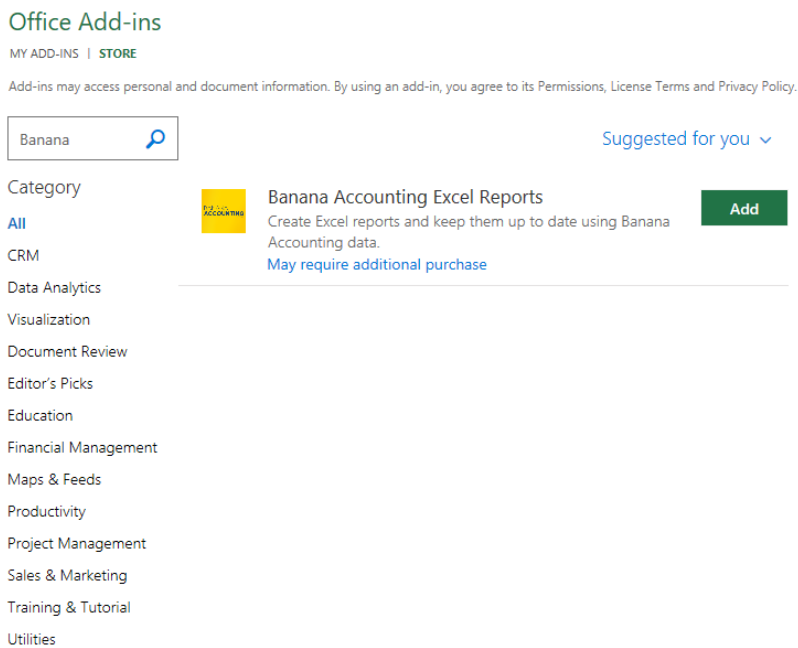 Office Add-ins
MY ADD-INS | STORE
Add-ins may access personal and document information. By using an add-in, you agree to its Permissions, License Terms and Privacy Policy.
Banana
Suggested for you
Category
All
CRM
Data Analytics
Visualization
Document Review
Editor's Picks
Education
Financial Management
Maps & Feeds
Productivity
Project Management
Sales & Marketing
Training & Tutorial
Utilities
ACCOUNTING
Banana Accounting Excel Reports
Create Excel reports and keep them up to date using Banana
Accounting data.
May require additional purchase
Add